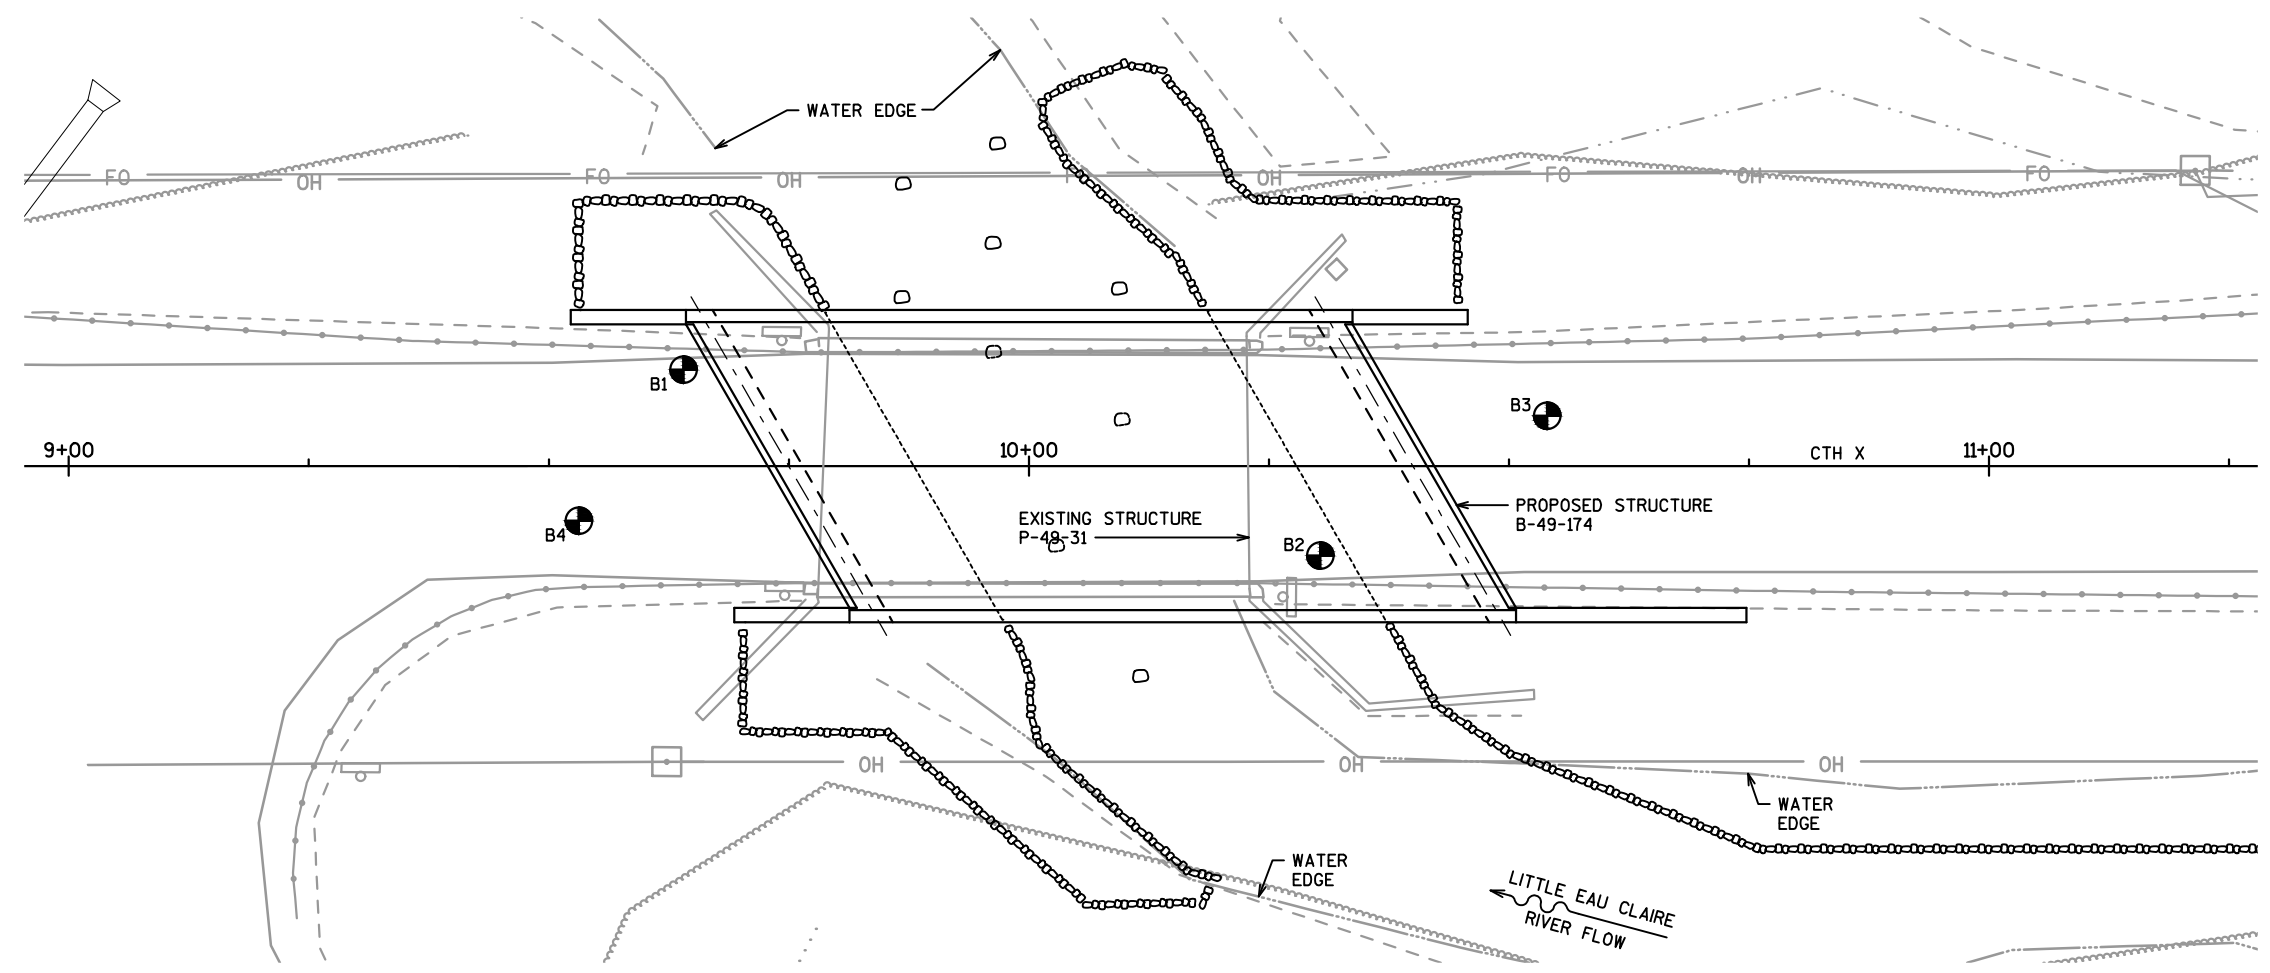 WATER EDGE
FO
OH
FO
OH
F
OH
FO
OH
FO
B1
B3
9+00
10+00
CTH X
11+00
B4
EXISTING STRUCTURE
P-49-31
B2
PROPOSED STRUCTURE
B-49-174
OH
OH
OH
WATER
EDGE
WATER
EDGE
LITTLE EAU CLAIRE
RIVER FLOW